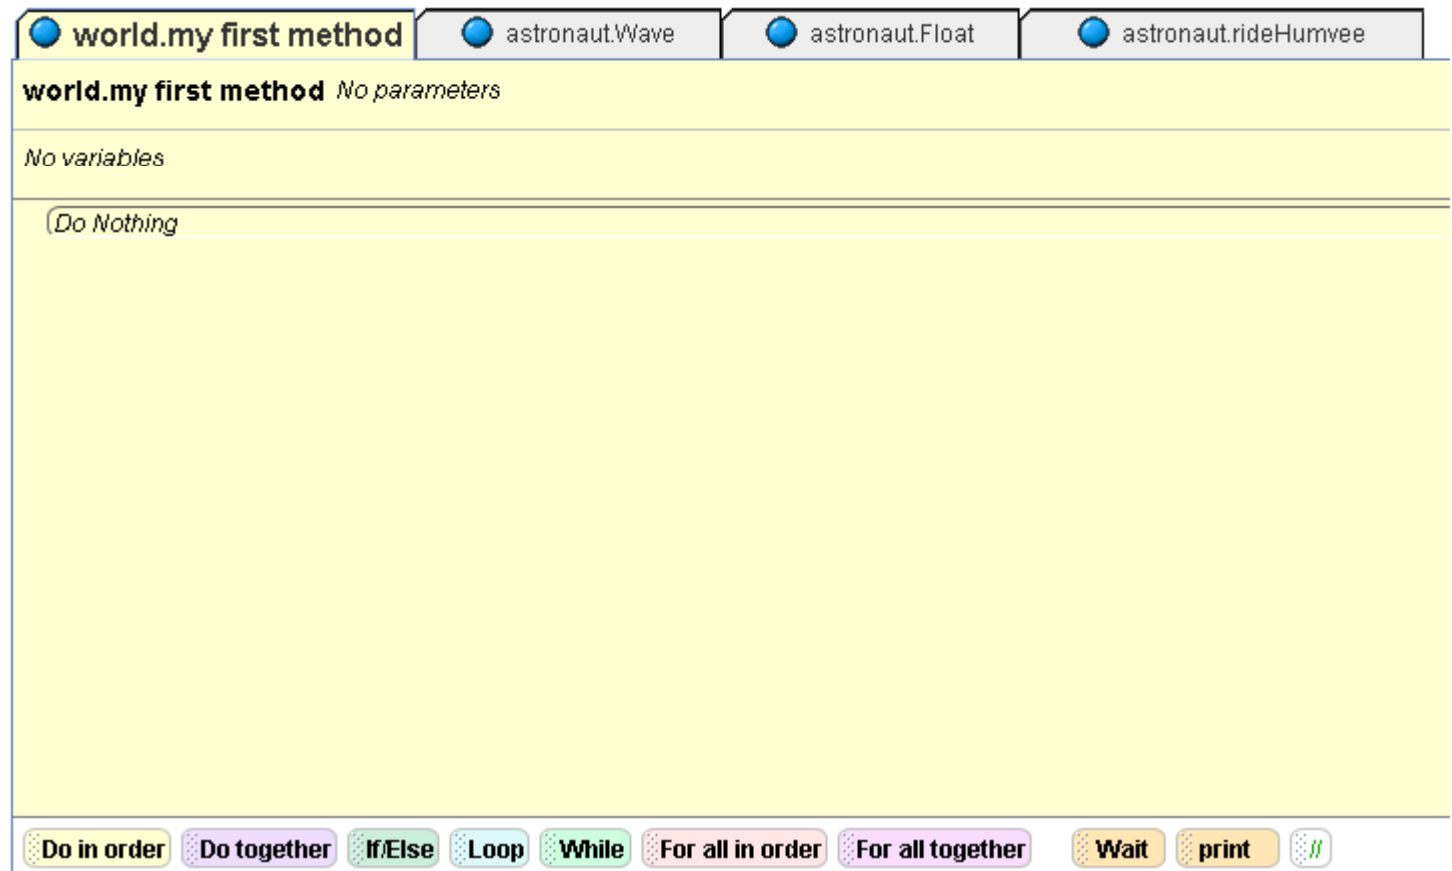 world.my first method astronaut.Wave astronaut.Float astronaut.rideHumvee
world.my first method No parameters
No variables
Do Nothing
Do in order Do together If/Else Loop While For all in order For all together Wait print //